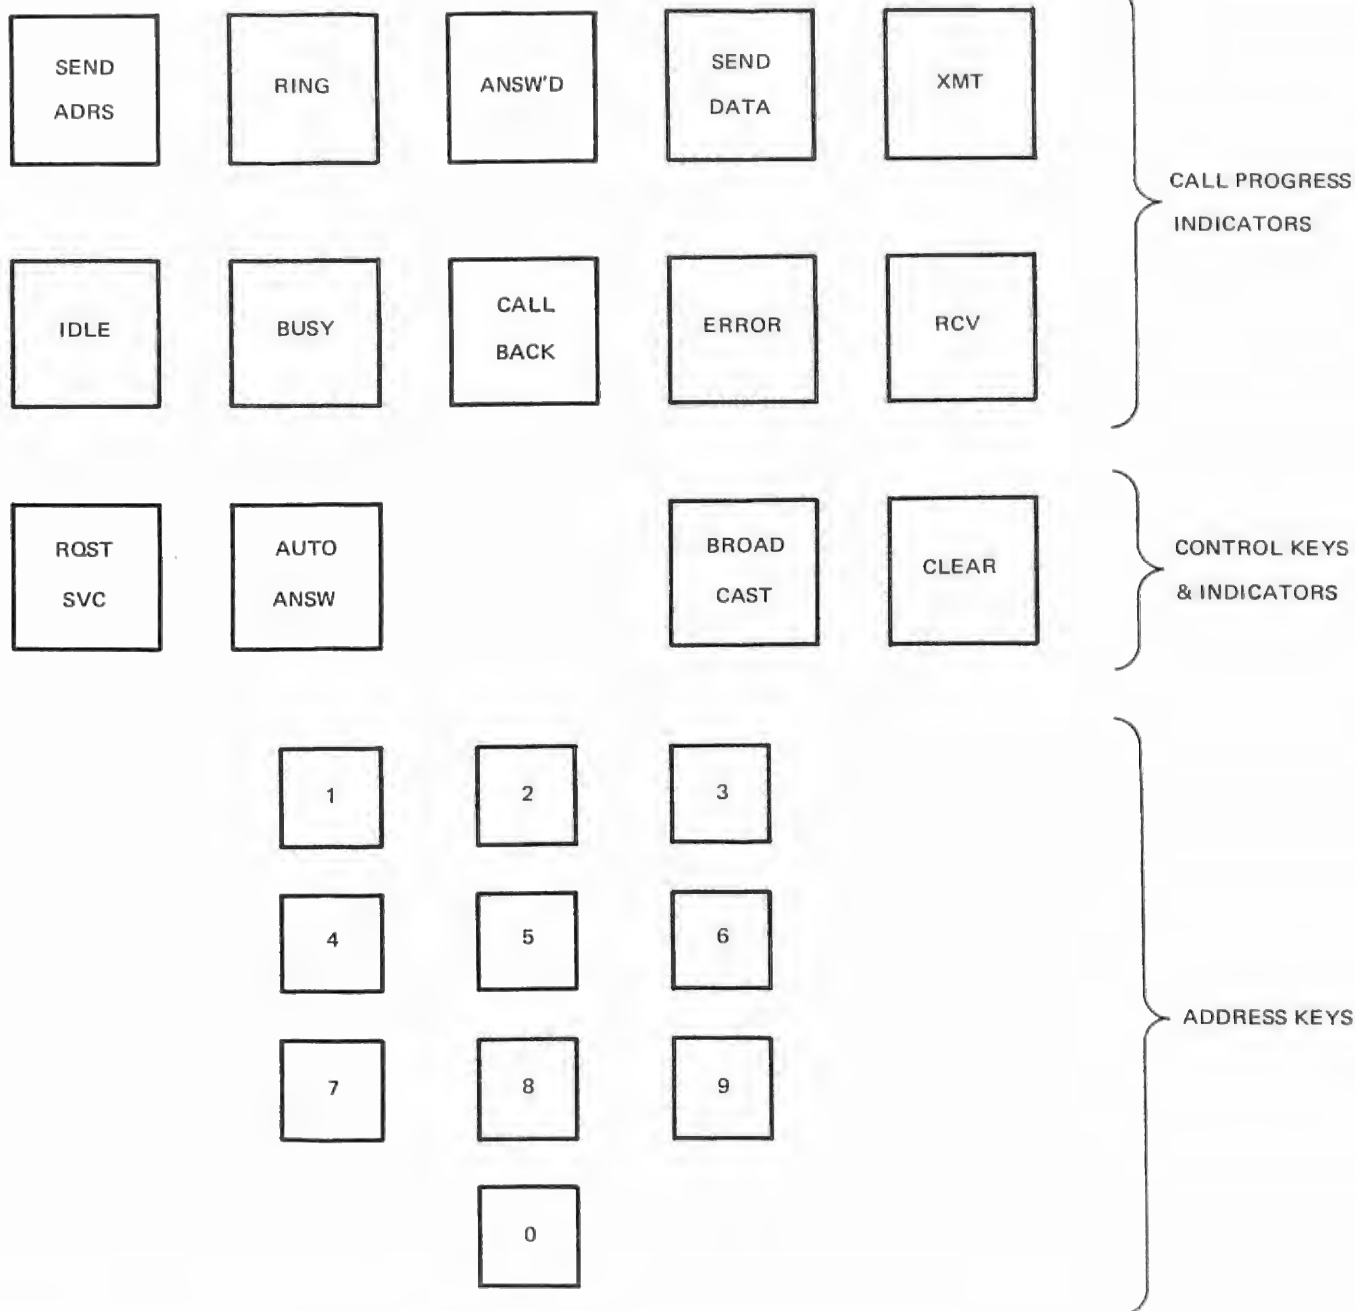 SEND
ADRS
RING
ANSW'D
SEND
DATA
XMT
CALL PROGRESS
INDICATORS
IDLE
BUSY
CALL
BACK
ERROR
RCV
RQST
SVC
AUTO
ANSW
BROAD
CAST
CLEAR
CONTROL KEYS
& INDICATORS
1
2
3
4
5
6
ADDRESS KEYS
7
8
9
0